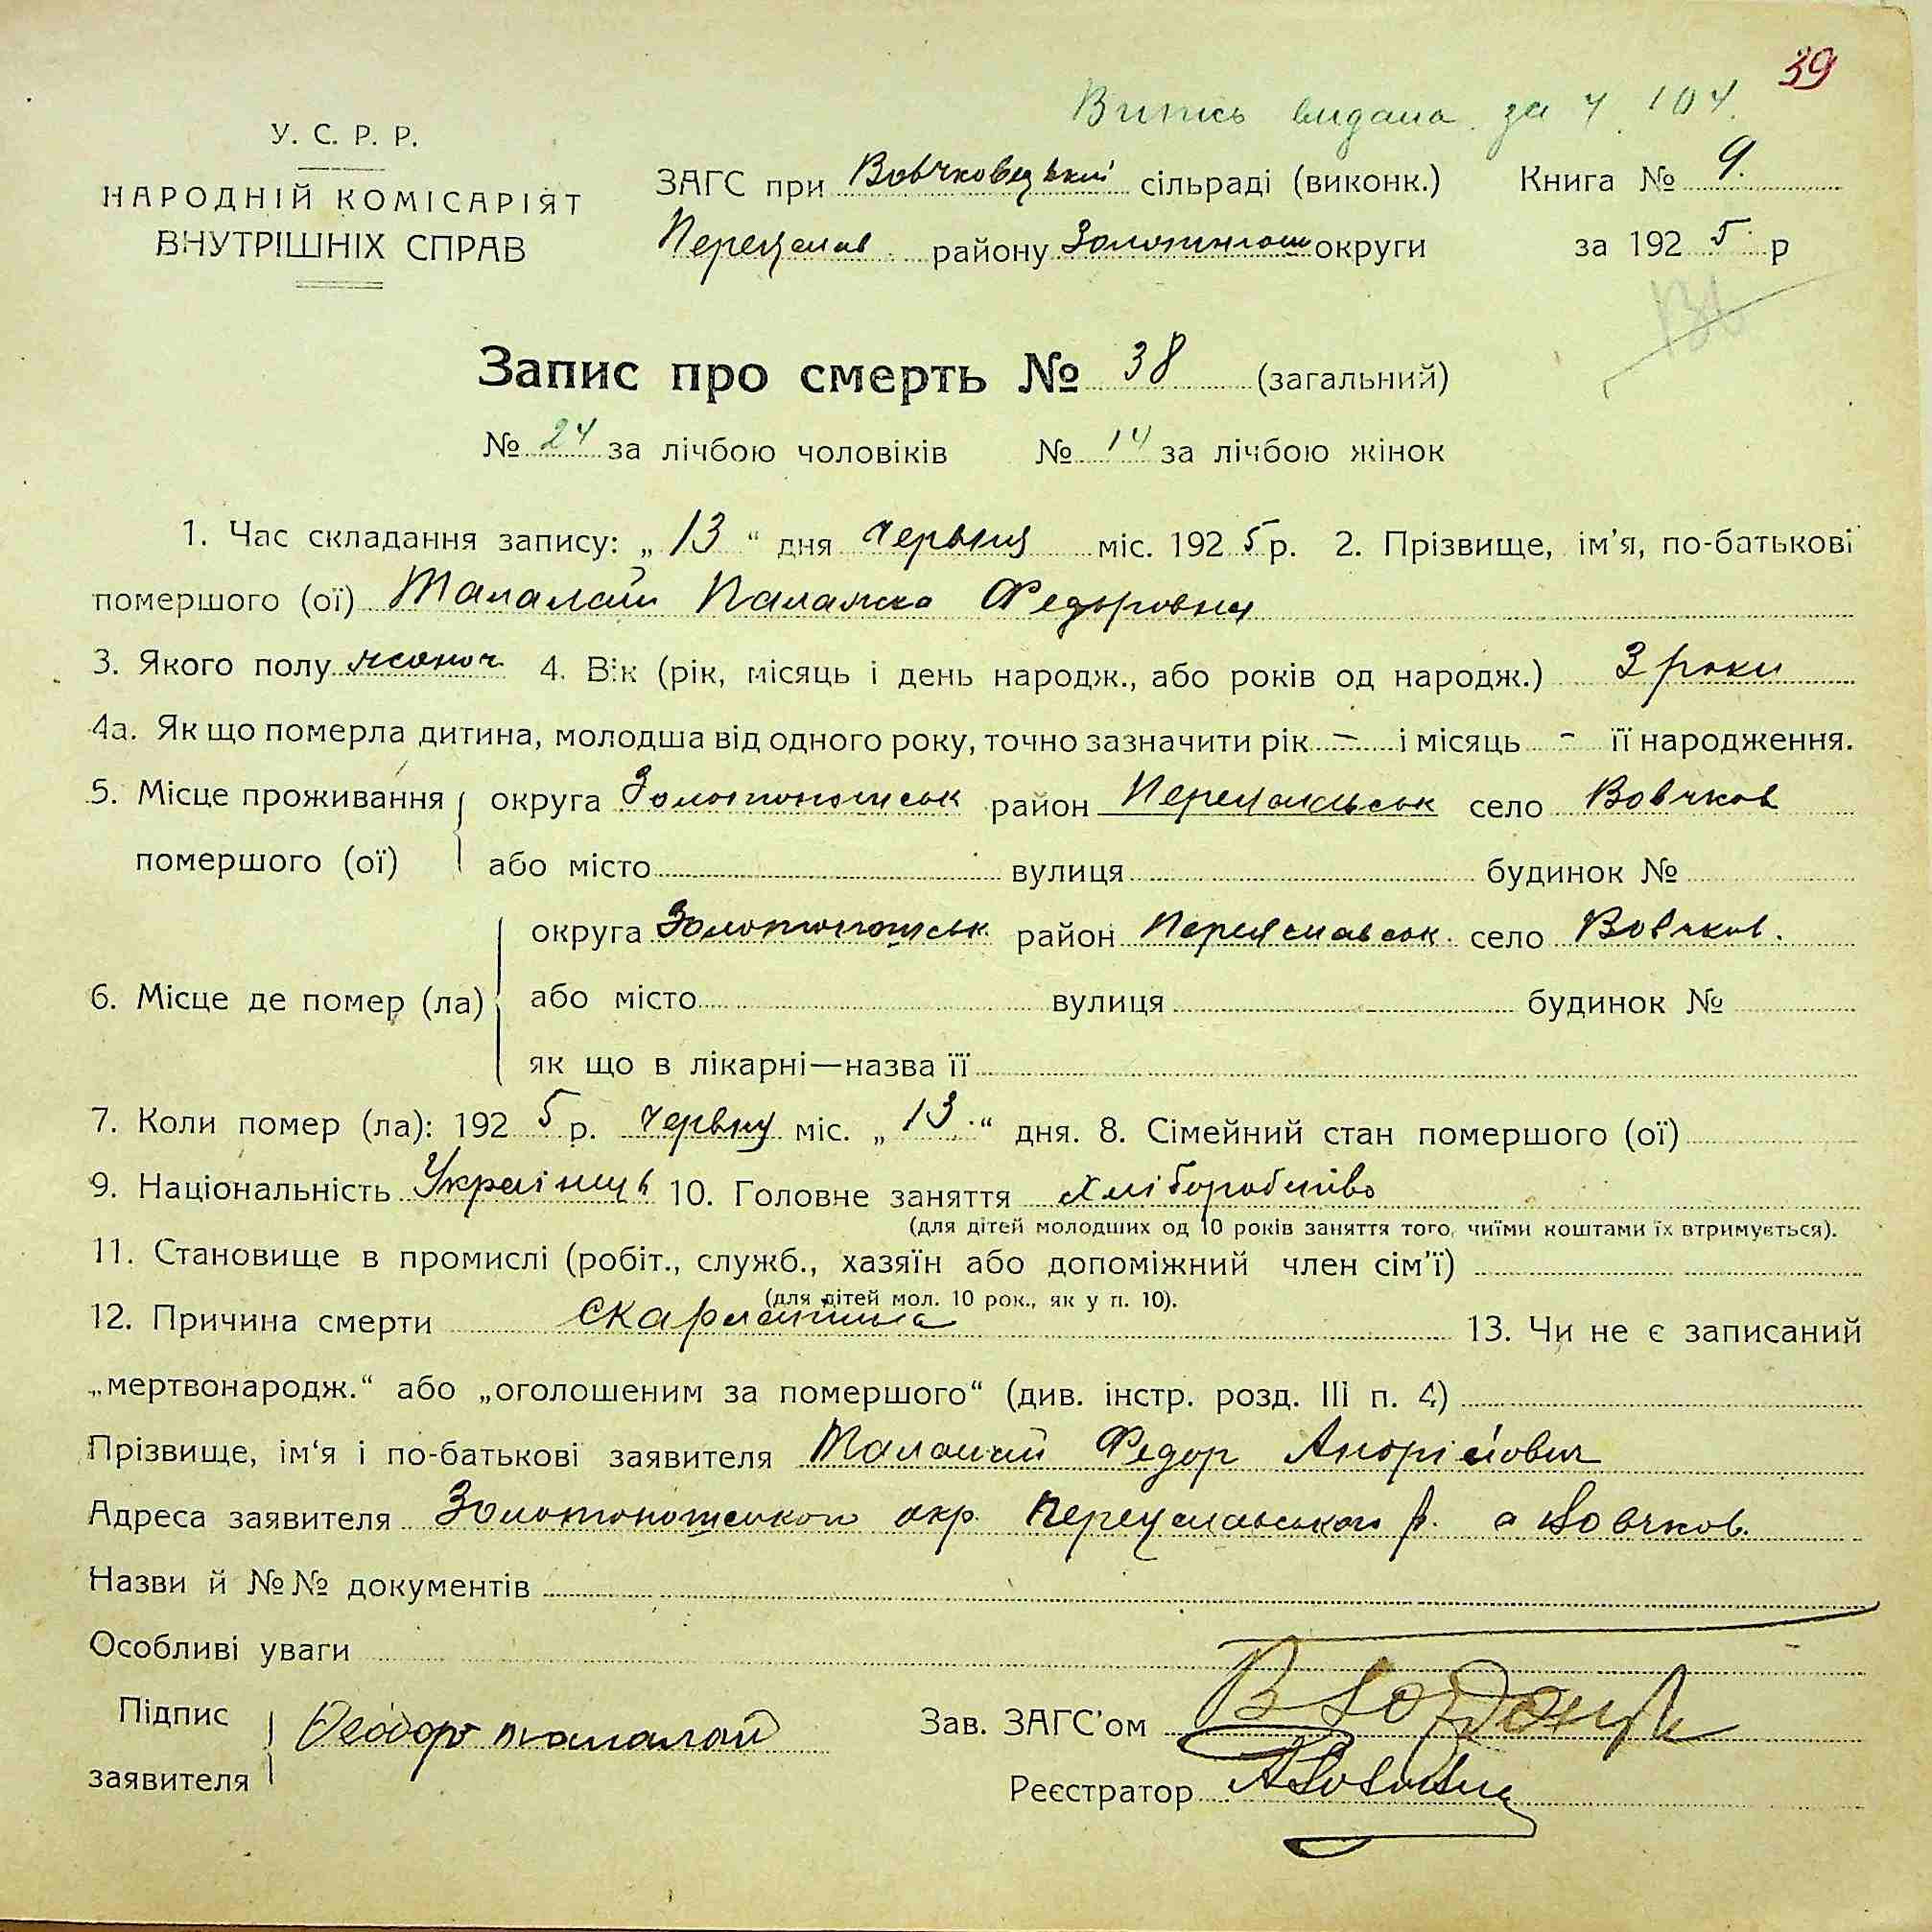 39
Витись видана за ч 104.
У. С. Р. Р.
НАРОДНІЙ КОМІСАРІЯТ
ВНУТРІШНІХ СПРАВ
ЗАГС при Вовчковецькій сільраді (виконк.) Книга № 9.
Переяслав. району Золотоношс округи за 1925 р
Запис про смерть № 38 (загальний)
№ 24 за лічбою чоловіків № 14 за лічбою жінок
1. Час складання запису: „13“ дня червня міс. 1925 р. 2. Прізвище, ім’я, по-батькові
помершого (ої) Талалай Палажка Федоровна
3. Якого полу жіноч 4. Вік (рік, місяць і день народж., або років од народж.) 3 роки
4а. Як що померла дитина, молодша від одного року, точно зазначити рік – і місяць - її народження.
5. Місце проживання округа Золотоношськ район Переяславськ село Вовчков
помершого (ої) або місто вулиця будинок №
округа Золотоношськ район Переяславськ. село Вовчков.
6. Місце де помер (ла) або місто вулиця будинок №
як що в лікарні—назва її
7. Коли помер (ла): 1925 р. червня міс. „13“ дня. 8. Сімейний стан помершого (ої)
9. Національність 10. Головне заняття хліборобство
(для дітей молодших од 10 років заняття того, чиїми коштами їх втримується).
11. Становище в промислі (робіт., служб., хазяїн або допоміжний член сім’ї)
(для дітей мол. 10 рок., як у п. 10).
12. Причина смерти скарлатина 13. Чи не є записаний
„мертвонародж.“ або „оголошеним за помершого“ (див. інстр. розд. III п. 4)
Прізвище, ім‘я і по-батькові заявителя Талалай Федор Андрійович
Адреса заявителя Золотоношського окр. Переяславського р. с Вовчков.
Назви й №№ документів
Особливі уваги
Підпис
заявителя Феодор талалай
Зав. ЗАГС’ом
Реєстратор